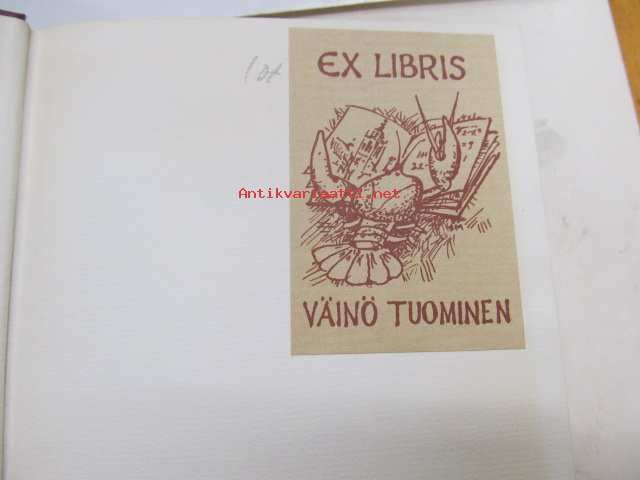 EX LIBRIS
Antikvariaatti.net
VÄINÖ TUOMINEN